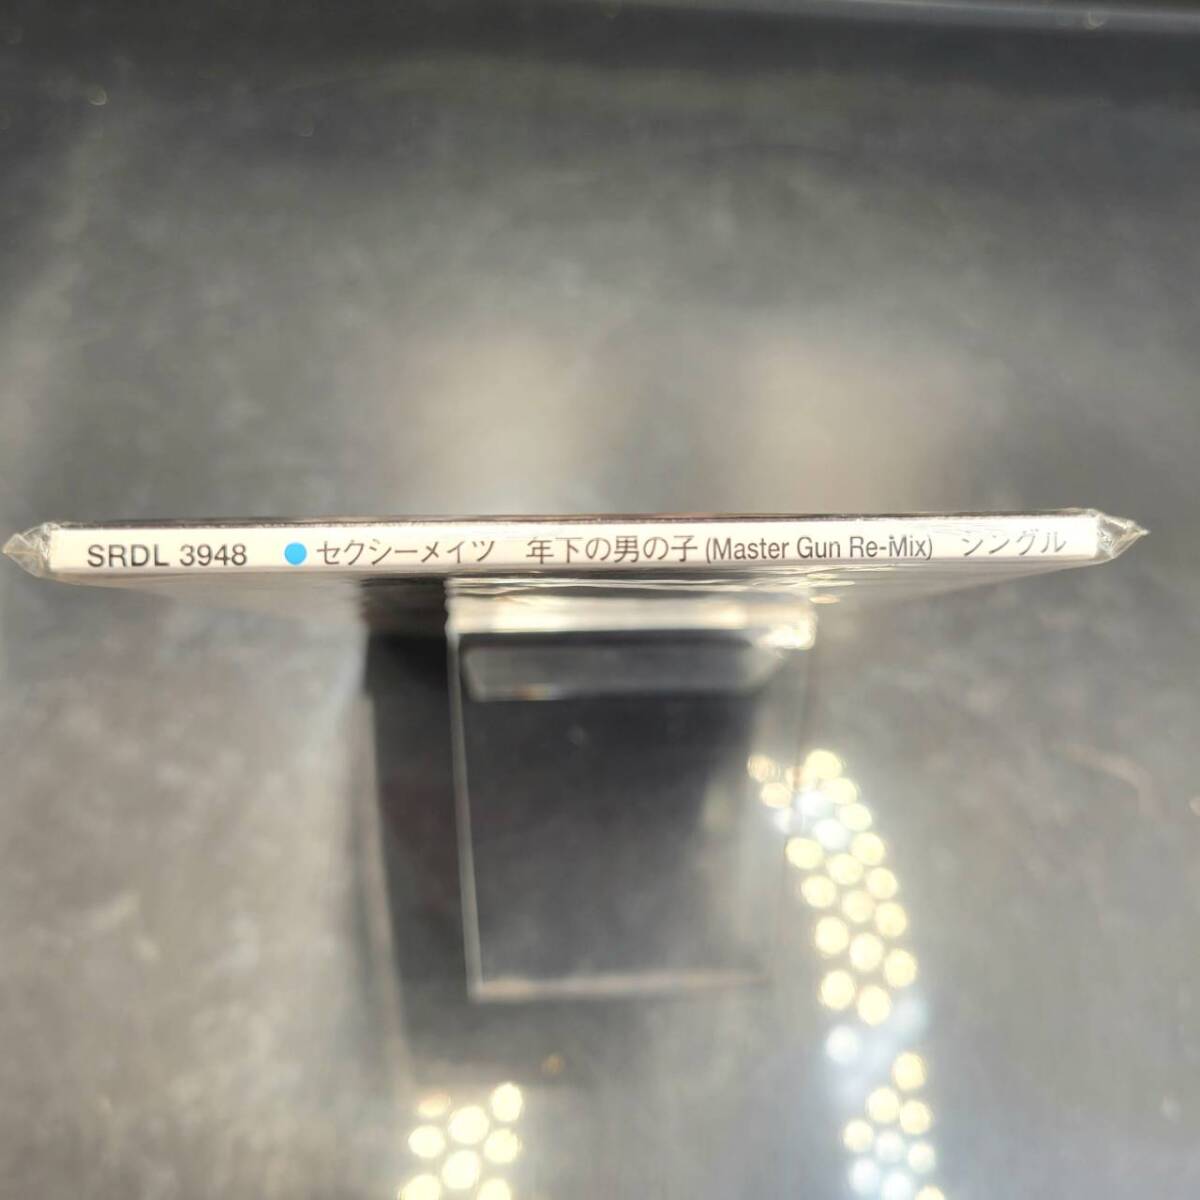 SRDL 3948 ●セクシーメイツ 年下の男の子 (Master Gun Re-Mix) シングル